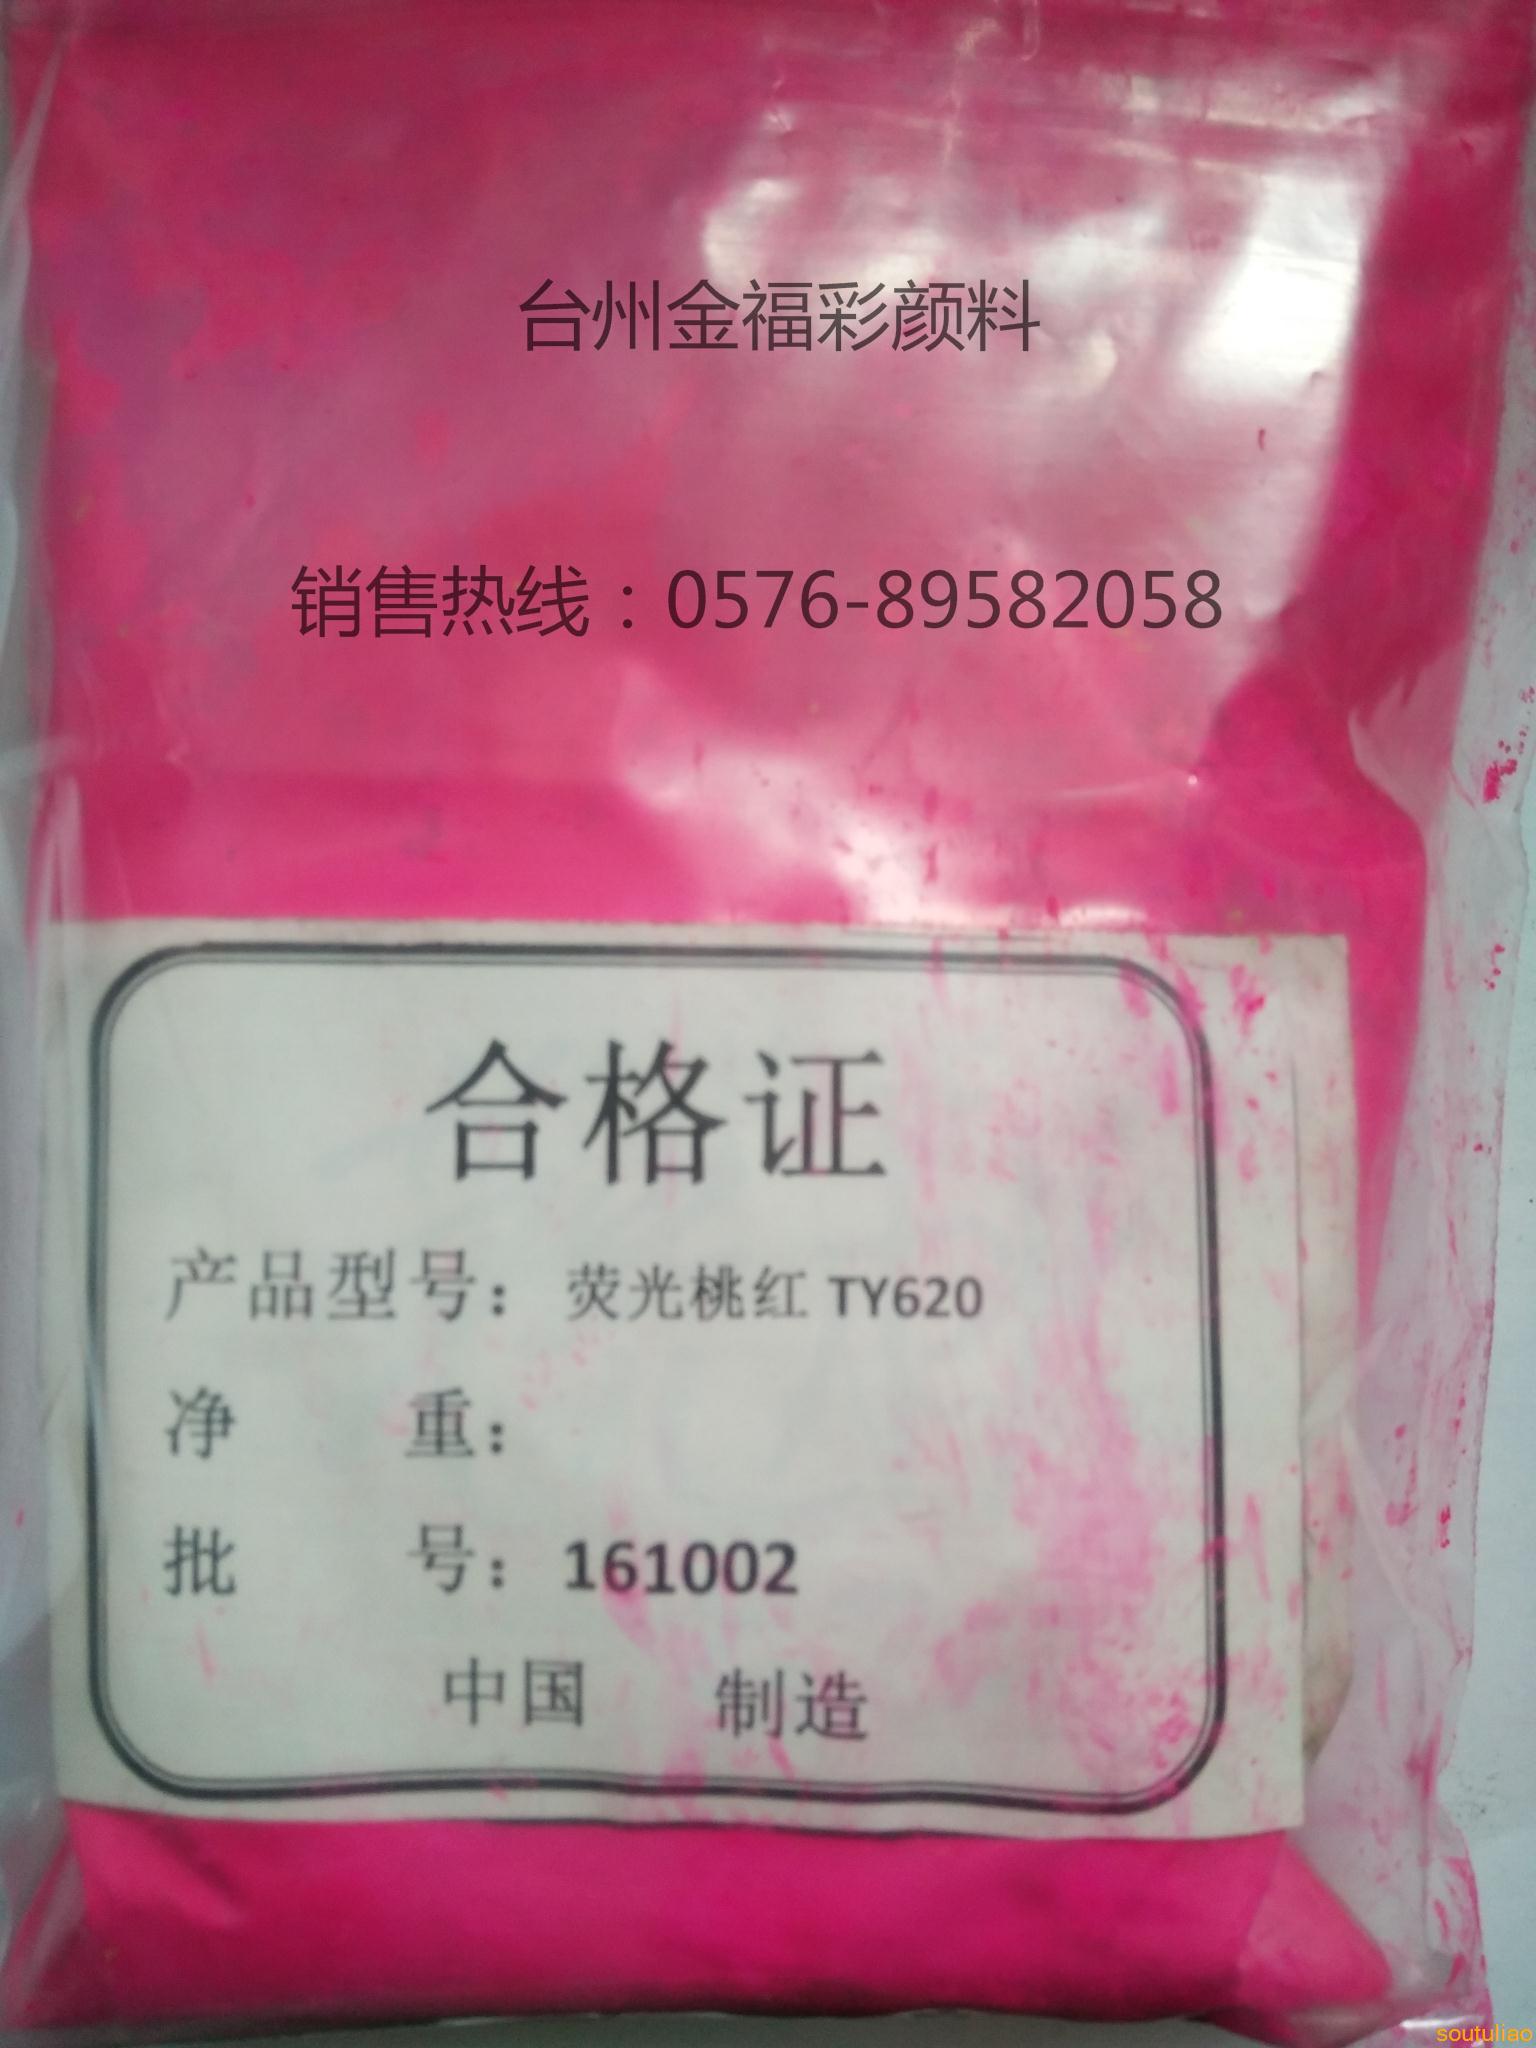 台州金福彩颜料
销售热线：0576-89582058
合格证
产品型号：荧光桃红 TY620
净 重：
批 号：161002
中国 制造
soutuliao